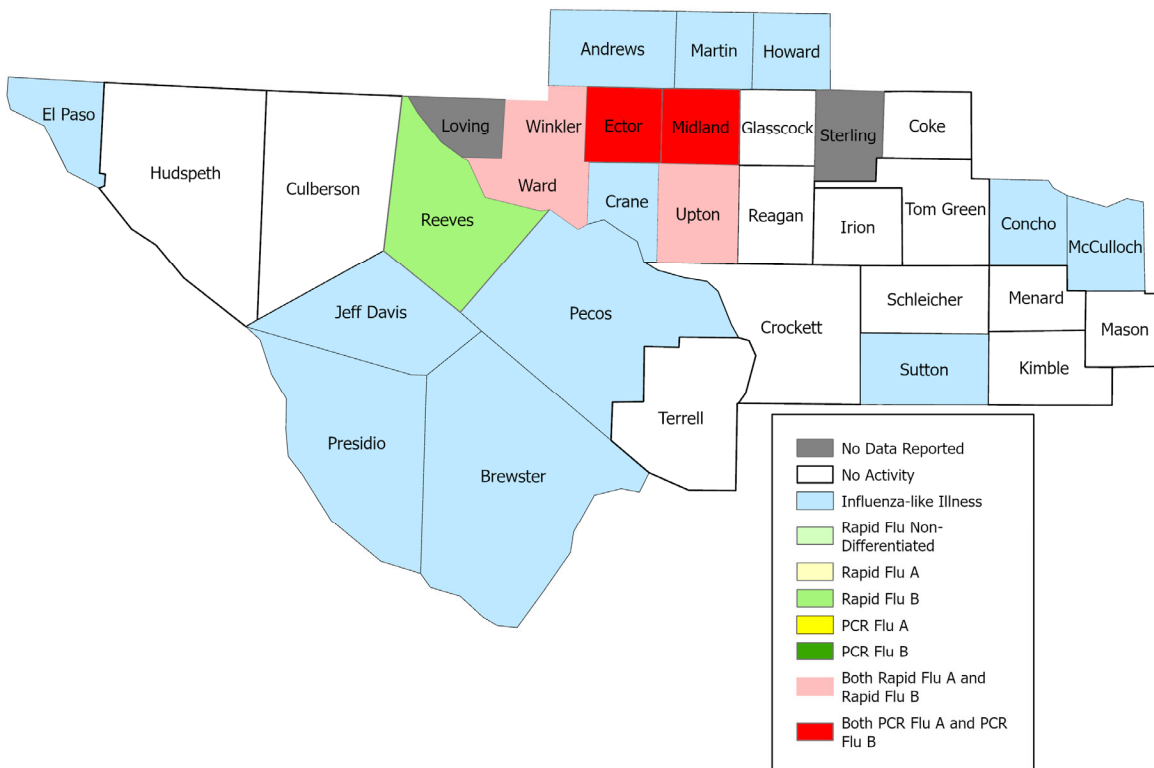 Andrews
Martin
Howard
El Paso
Loving
Winkler
Ector
Midland
Glasscock
Sterling
Coke
Hudspeth
Culberson
Ward
Reeves
Crane
Upton
Reagan
Irion
Tom Green
Concho
McCulloch
Jeff Davis
Pecos
Crockett
Schleicher
Menard
Mason
Sutton
Kimble
Terrell
Presidio
Brewster
No Data Reported
No Activity
Influenza-like Illness
Rapid Flu Non-
Differentiated
Rapid Flu A
Rapid Flu B
PCR Flu A
PCR Flu B
Both Rapid Flu A and
Rapid Flu B
Both PCR Flu A and PCR
Flu B